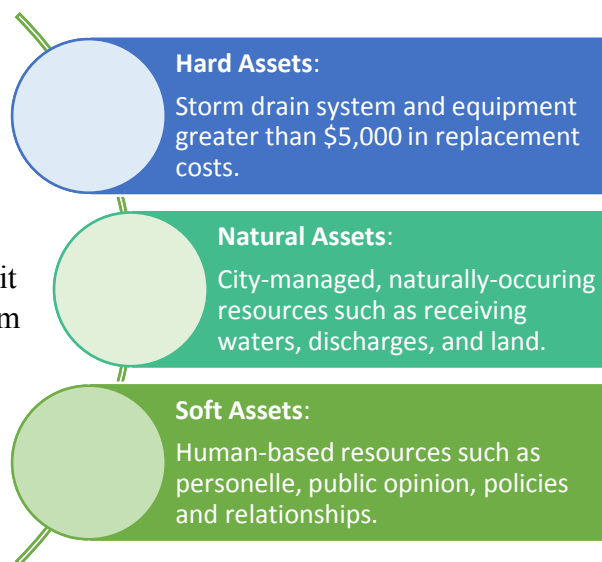 Hard Assets:
Storm drain system and equipment
greater than $5,000 in replacement
costs.
Natural Assets:
City-managed, naturally-occuring
resources such as receiving
waters, discharges, and land.
it
m
Soft Assets:
Human-based resources such as
personelle, public opinion, policies
and relationships.